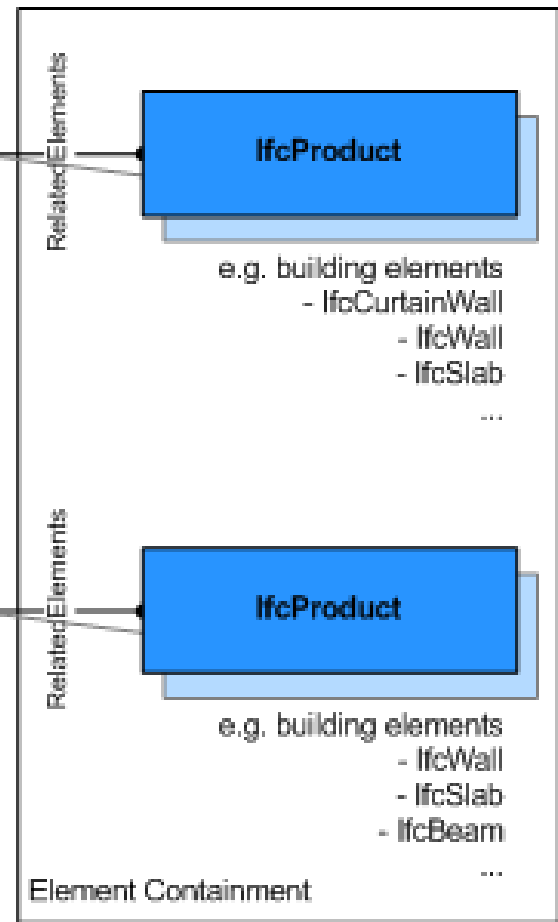 RelatedElements
IfcProduct
e.g. building elements
- IfcCurtainWall
- IfcWall
- IfcSlab
...
RelatedElements
IfcProduct
e.g. building elements
- IfcWall
- IfcSlab
- IfcBeam
...
Element Containment